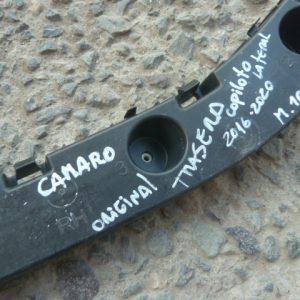 CAMARO
ORIGINAL
TRASERO
COPILOTO
2016-2020 LATERAL